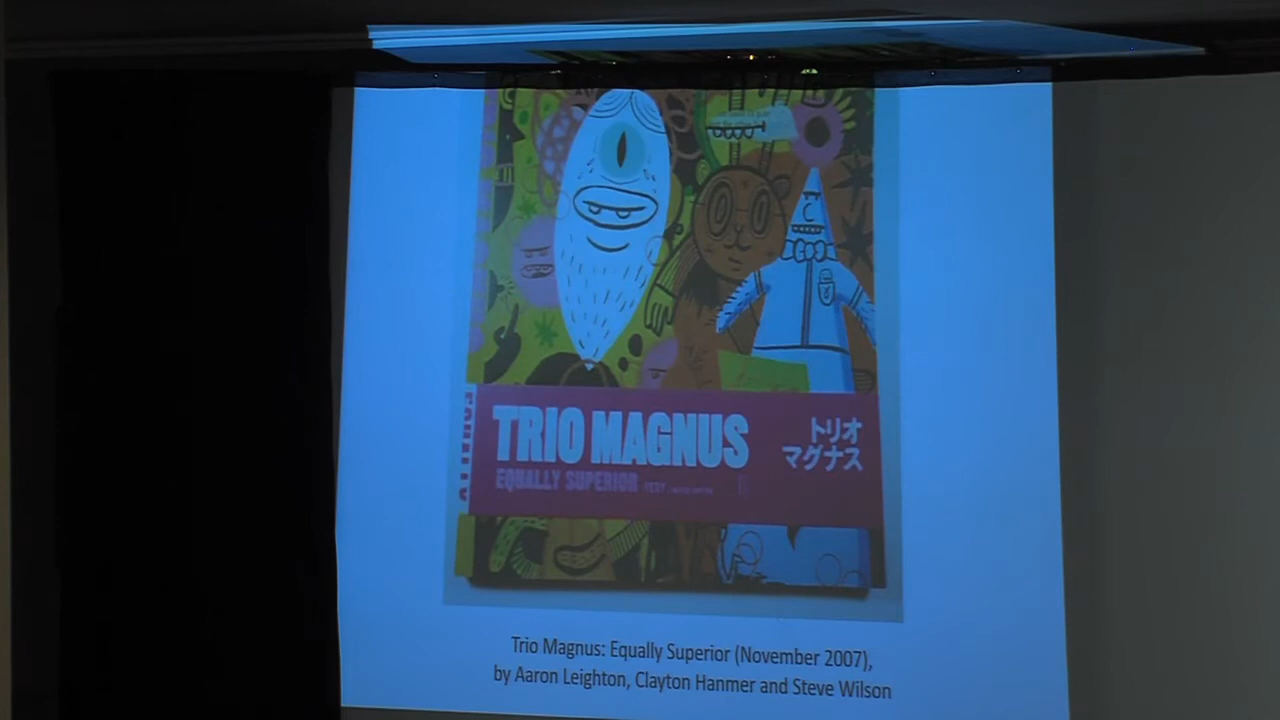 TRIO MAGNUS
トリオ
マグナス
EQUALLY SUPERIOR
Trio Magnus: Equally Superior (November 2007),
by Aaron Leighton, Clayton Hanmer and Steve Wilson